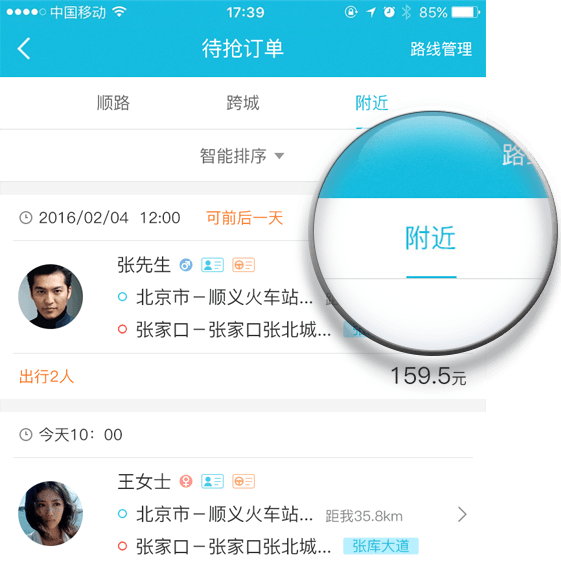 中国移动 17:39 85%
待抢订单 路线管理
顺路 跨城 附近
智能排序
路
附近
2016/02/04 12:00 可前后一天
张先生
北京市－顺义火车站...
张家口－张家口张北城...
出行2人 159.5元
今天10：00
王女士
北京市－顺义火车站... 距我35.8km
张家口－张家口张北城... 张库大道